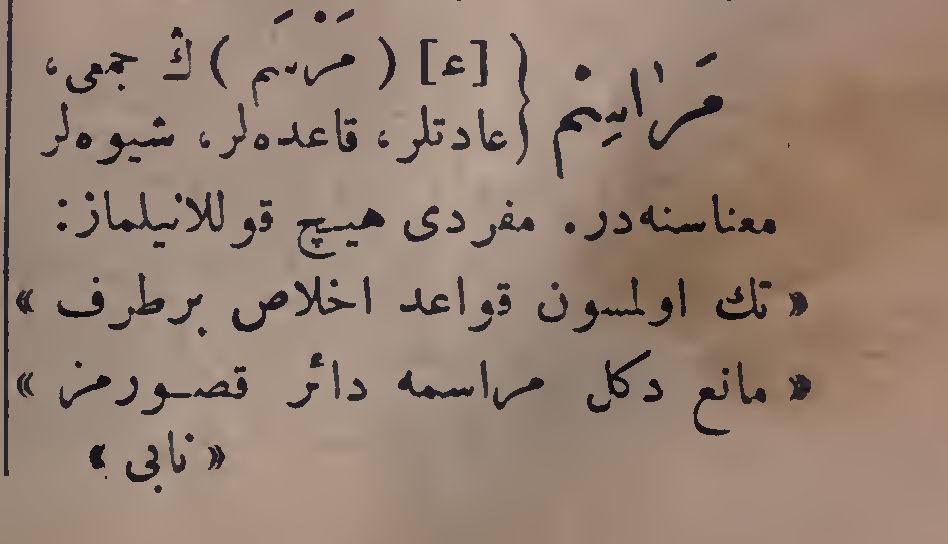 مَرَاسِم { [ع] ( مَرْسَم ) ڭ جمعی،
عادتلر، قاعده‌لر، شیوه‌لر
معناسنه‌در. مفردی هیچ قوللانیلماز:
« تك اولمسون قواعد اخلاص برطرف »
« مانع دكل مراسمه دائر قصورمز »
« نابی »